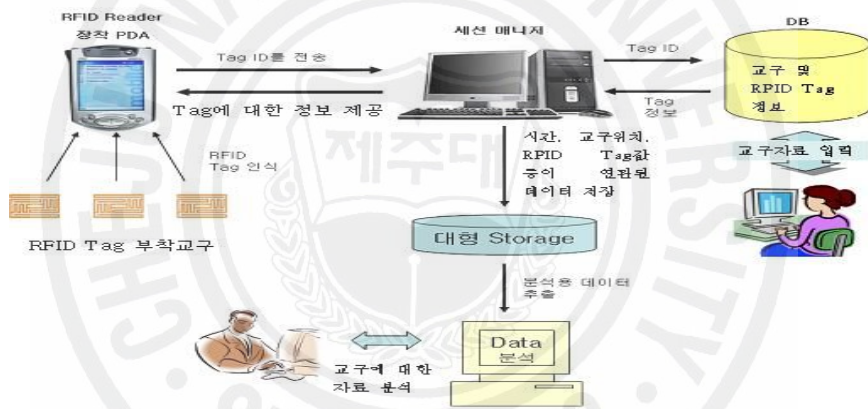 RFID Reader
장착 PDA
Tag ID를 전송
Tag에 대한 정보 제공
세션 매니저
Tag ID
Tag
정보
DB
교구 및
RPID Tag
정보
교구자료 입력
RFID
Tag 인식
RFID Tag 부착교구
시간, 교구위치,
RPID Tag값
등이 연관된
데이터 저장
대형 Storage
분석용 데이터
추출
Data
분석
교구에 대한
자료 분석
제주대
CHEJU UNIVERSITY